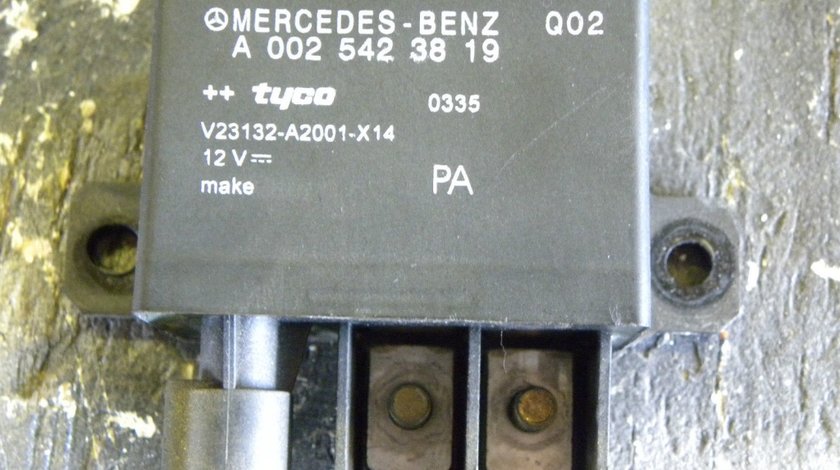 MERCEDES-BENZ Q02
A 002 542 38 19
++ tyco 0335
V23132-A2001-X14
12 V
make PA